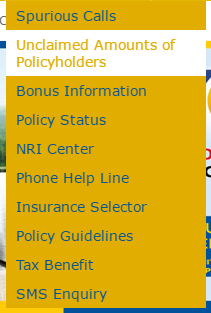 Spurious Calls
Unclaimed Amounts of
Policyholders
Bonus Information
Policy Status
NRI Center
Phone Help Line
Insurance Selector
Policy Guidelines
Tax Benefit
SMS Enquiry